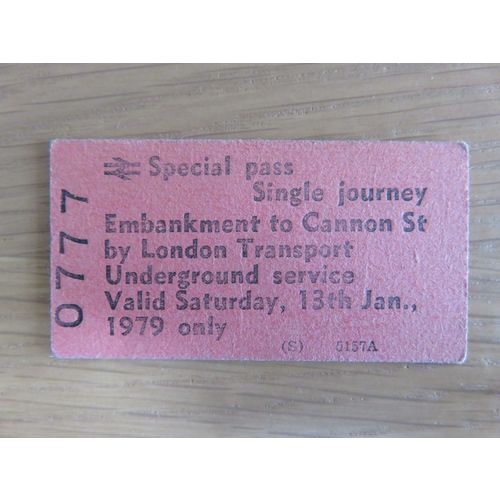 Special pass
Single journey
Embankment to Cannon St
by London Transport
Underground service
Valid Saturday, 13th Jan.,
1979 only
(S) 5157A
0777